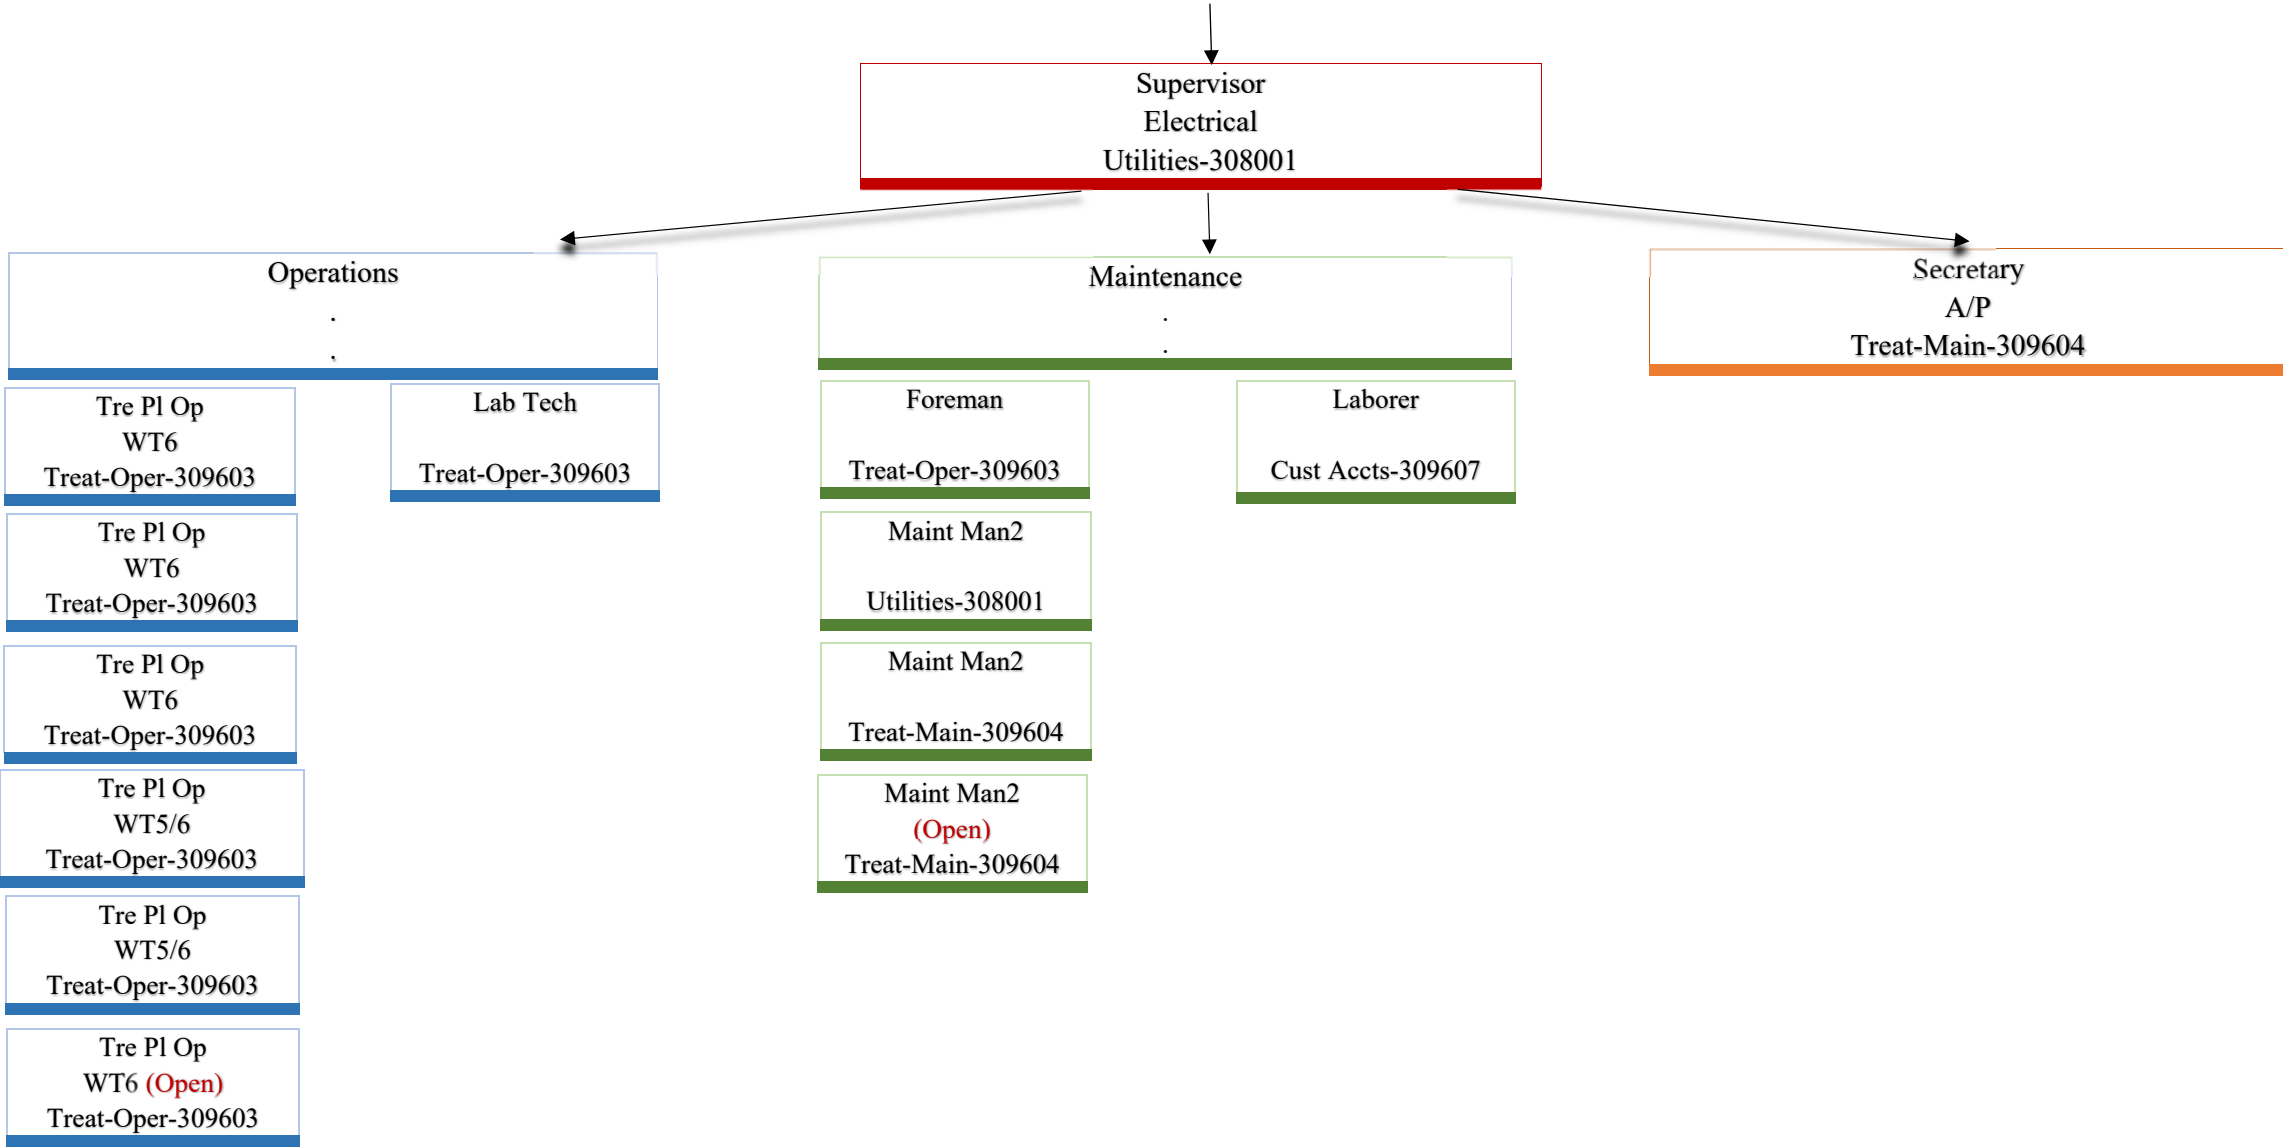 Supervisor
Electrical
Utilities-308001
Operations
.
.
Maintenance
.
.
Secretary
A/P
Treat-Main-309604
Tre Pl Op
WT6
Treat-Oper-309603
Lab Tech
Treat-Oper-309603
Foreman
Treat-Oper-309603
Laborer
Cust Accts-309607
Tre Pl Op
WT6
Treat-Oper-309603
Maint Man2
Utilities-308001
Tre Pl Op
WT6
Treat-Oper-309603
Maint Man2
Treat-Main-309604
Tre Pl Op
WT5/6
Treat-Oper-309603
Maint Man2
(Open)
Treat-Main-309604
Tre Pl Op
WT5/6
Treat-Oper-309603
Tre Pl Op
WT6 (Open)
Treat-Oper-309603